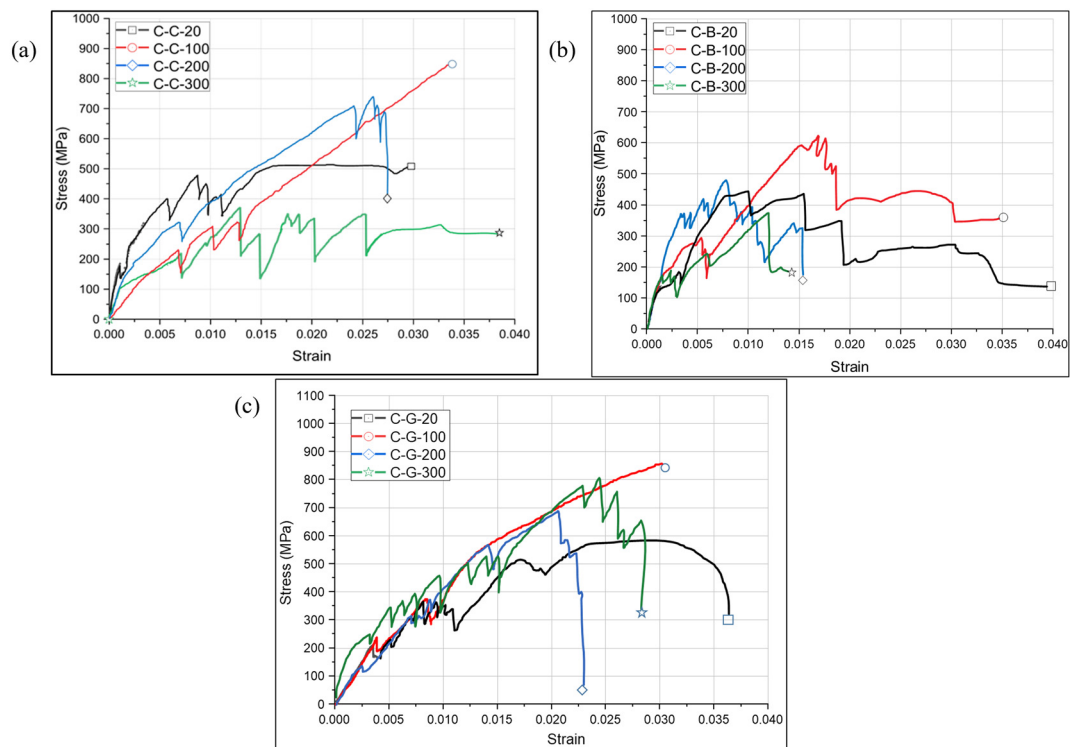 (a)
C-C-20
C-C-100
C-C-200
C-C-300
1000
900
800
700
600
500
400
300
200
100
0
Stress (MPa)
0.000 0.005 0.010 0.015 0.020 0.025 0.030 0.035 0.040
Strain
(b)
C-B-20
C-B-100
C-B-200
C-B-300
1000
900
800
700
600
500
400
300
200
100
0
Stress (MPa)
0.000 0.005 0.010 0.015 0.020 0.025 0.030 0.035 0.040
Strain
(c)
C-G-20
C-G-100
C-G-200
C-G-300
1100
1000
900
800
700
600
500
400
300
200
100
0
Stress (MPa)
0.000 0.005 0.010 0.015 0.020 0.025 0.030 0.035 0.040
Strain